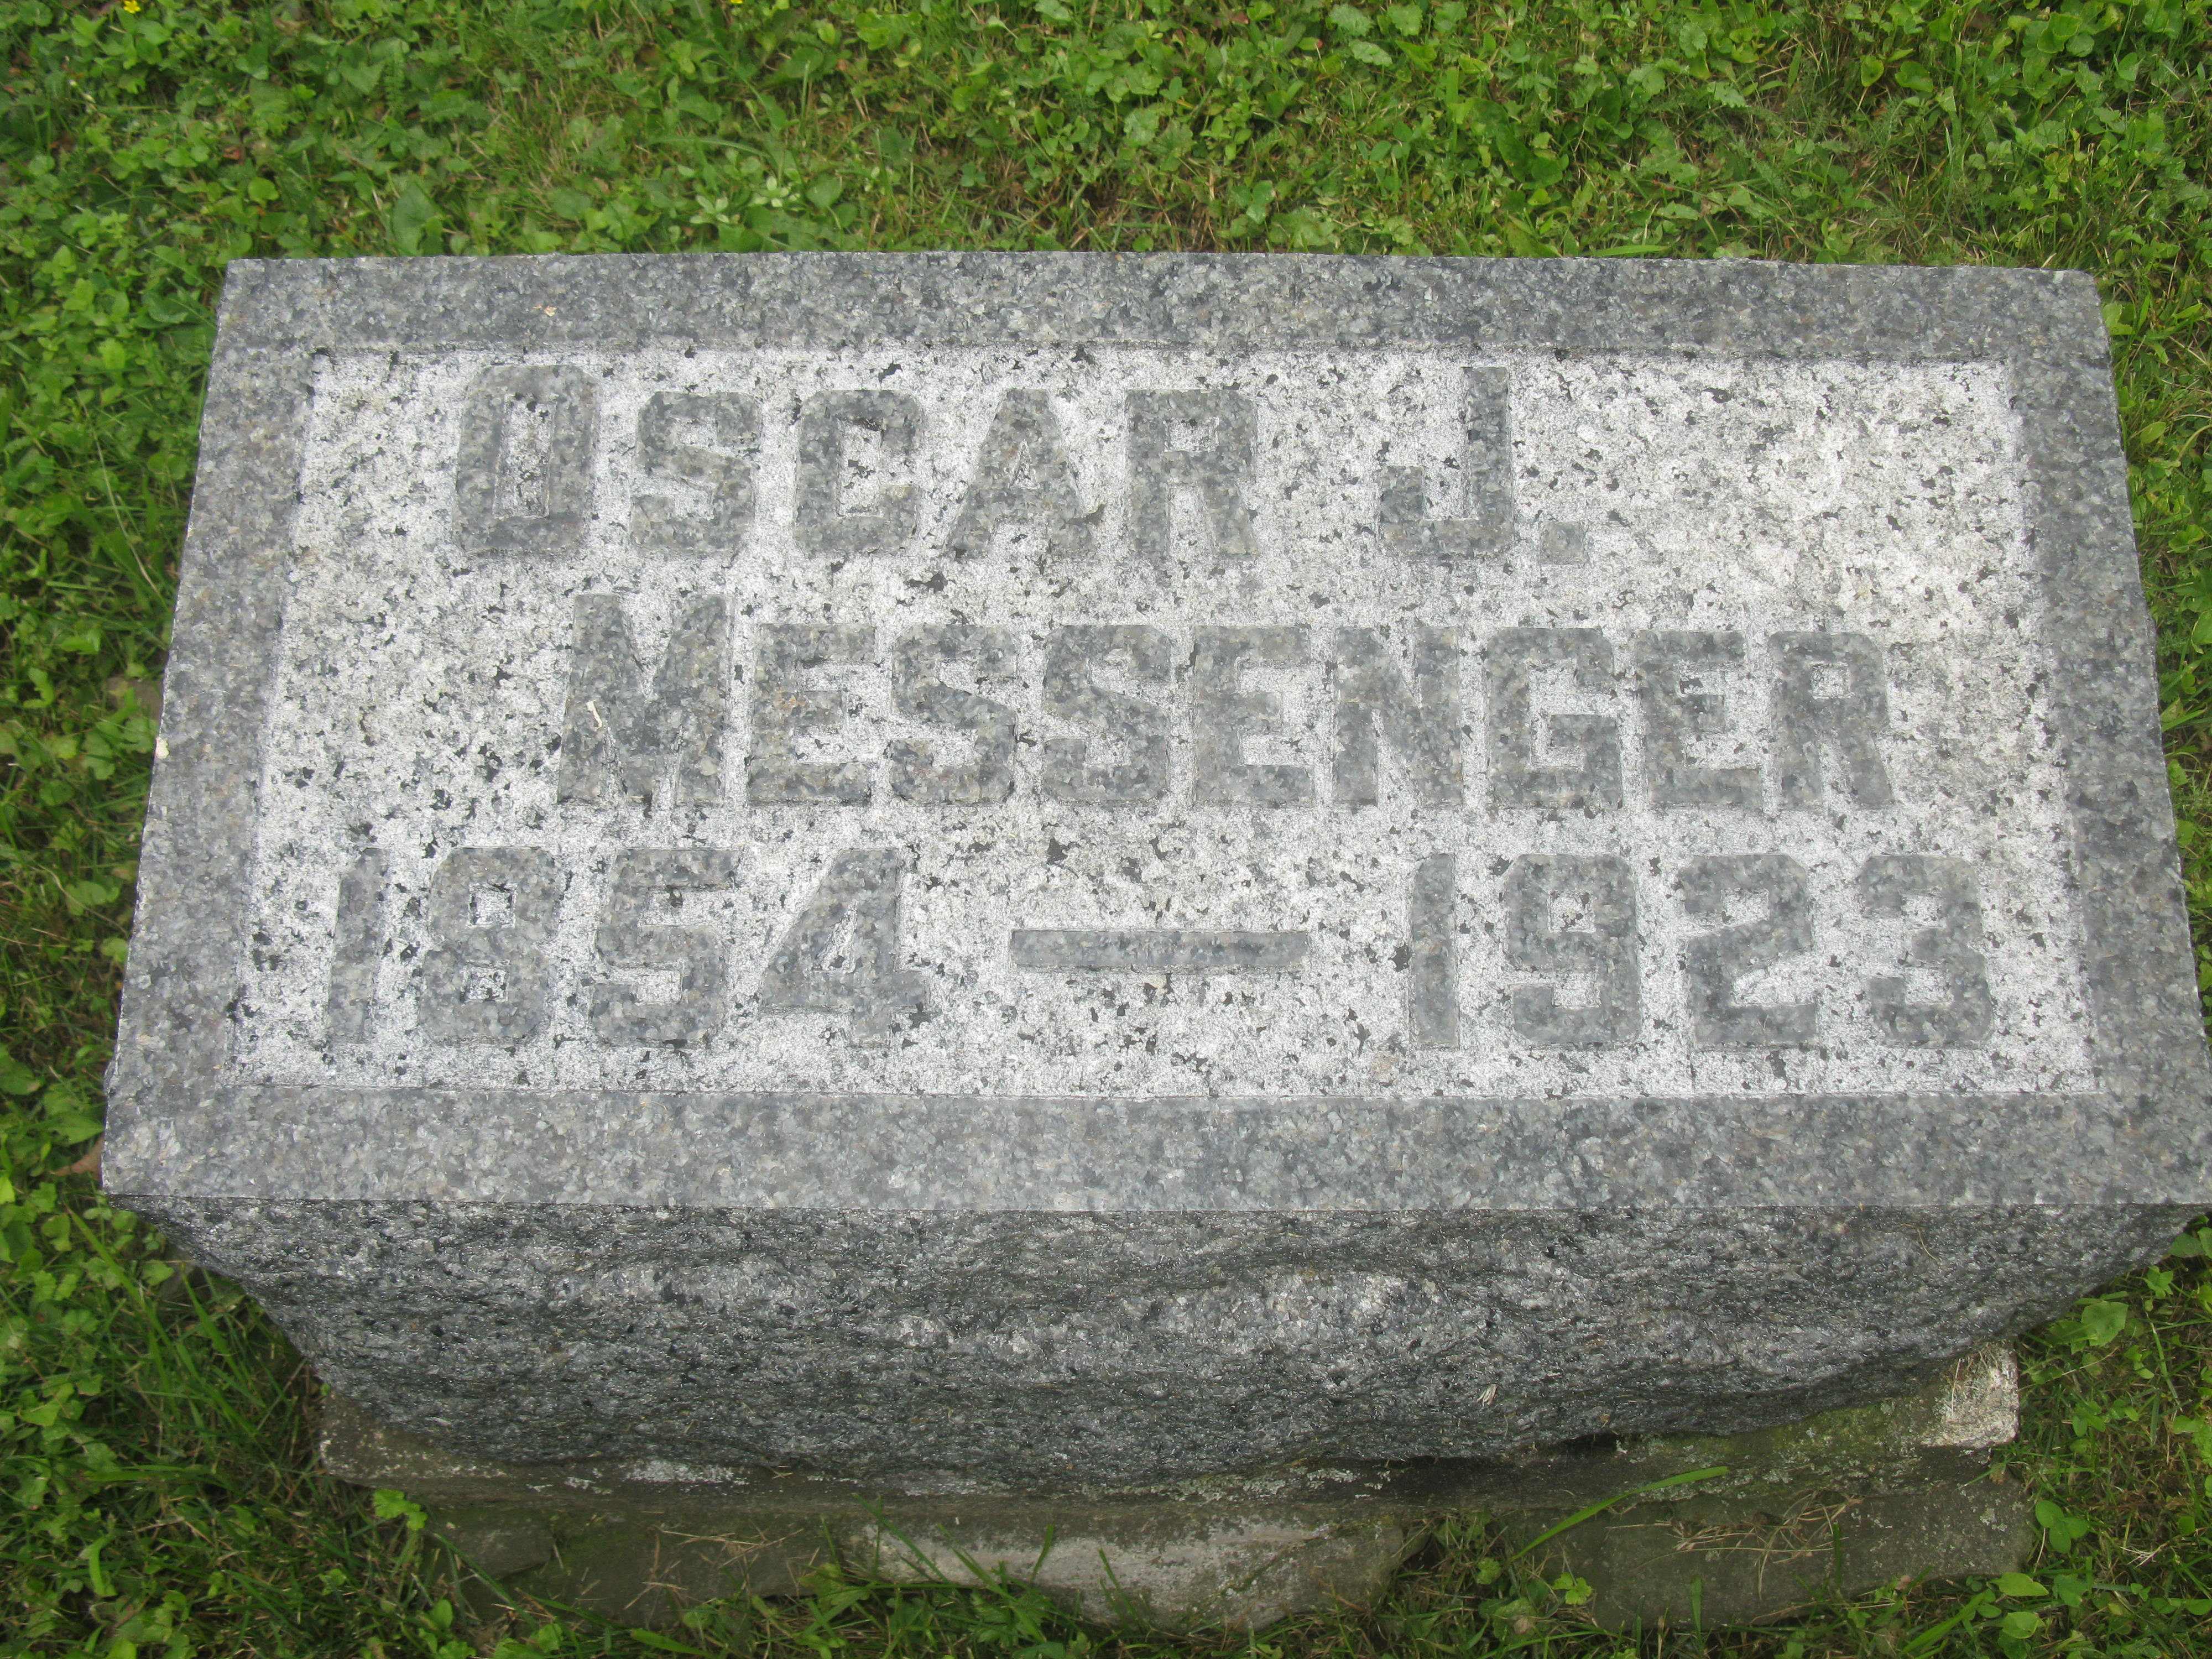 OSCAR J.
MESSENGER
1854 — 1923